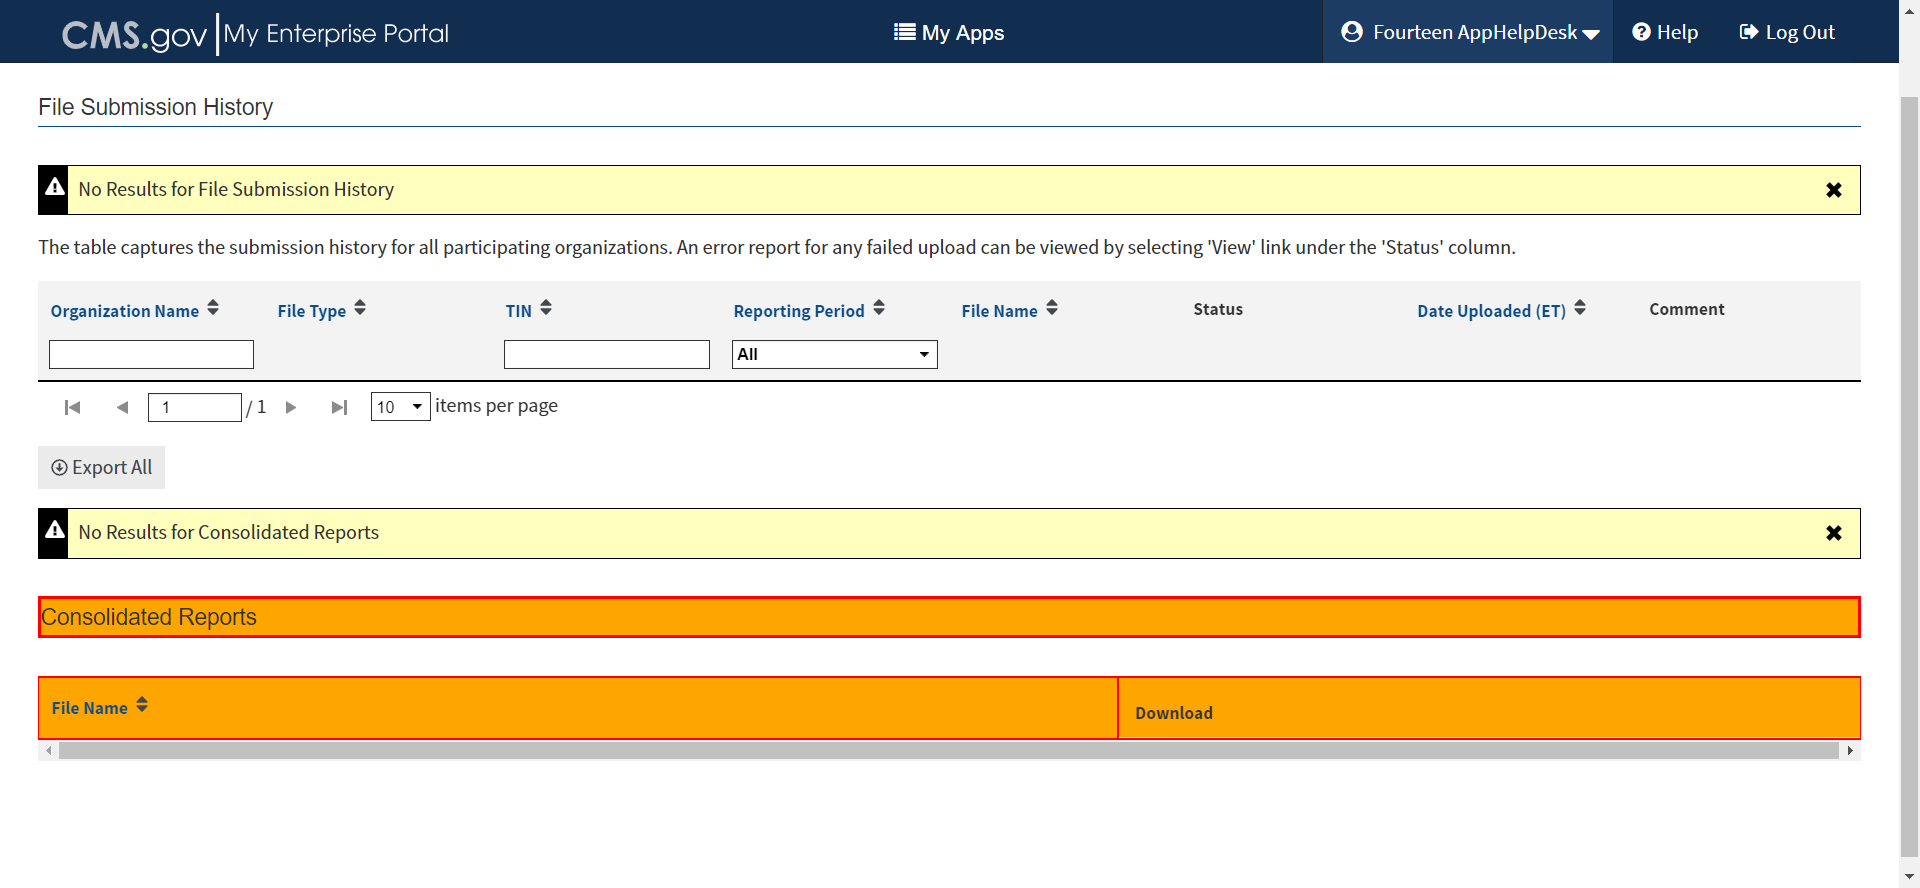 CMS.gov My Enterprise Portal
My Apps
Fourteen AppHelpDesk
Help
Log Out
File Submission History
No Results for File Submission History
The table captures the submission history for all participating organizations. An error report for any failed upload can be viewed by selecting 'View' link under the 'Status' column.
Organization Name File Type TIN Reporting Period File Name Status Date Uploaded (ET) Comment
All
1 / 1 10 items per page
Export All
No Results for Consolidated Reports
Consolidated Reports
File Name Download